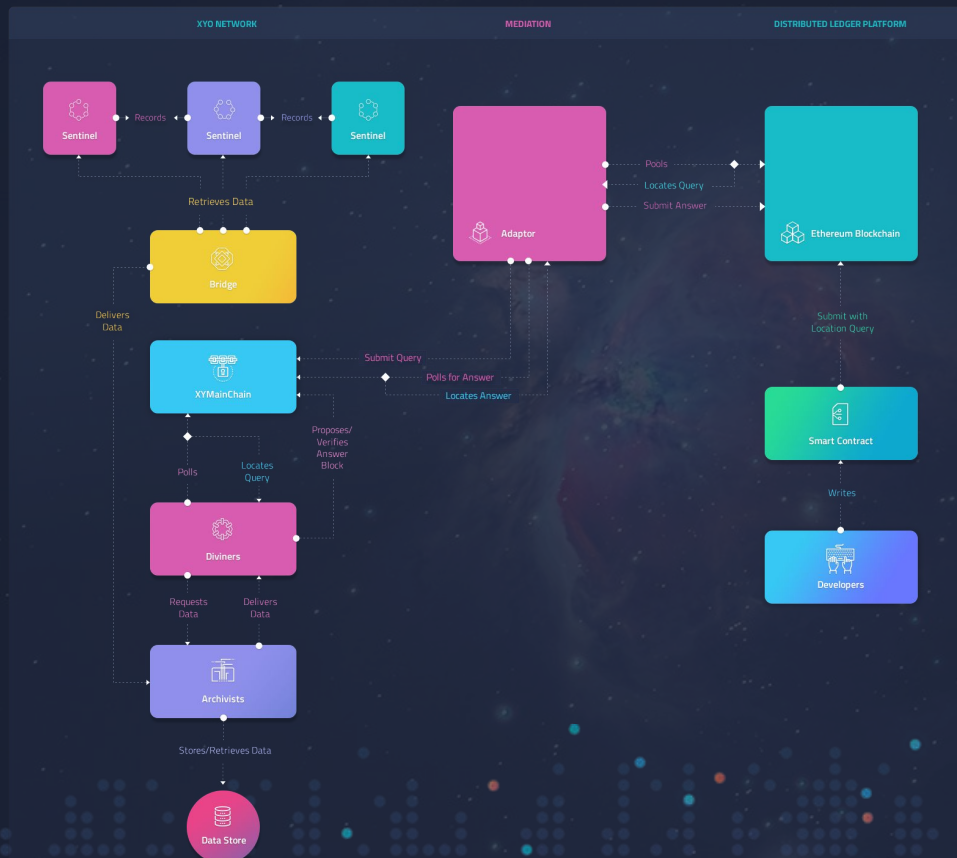 XYO NETWORK
MEDIATION
DISTRIBUTED LEDGER PLATFORM
Sentinel
Records
Sentinel
Records
Sentinel
Retrieves Data
Bridge
Delivers
Data
XYMainChain
Submit Query
Polls for Answer
Locates Answer
Proposes/
Verifies
Answer
Block
Polls
Locates
Query
Diviners
Requests
Data
Delivers
Data
Archivists
Stores/Retrieves Data
Data Store
Adaptor
Pools
Locates Query
Submit Answer
Ethereum Blockchain
Submit with
Location Query
Smart Contract
Writes
Developers